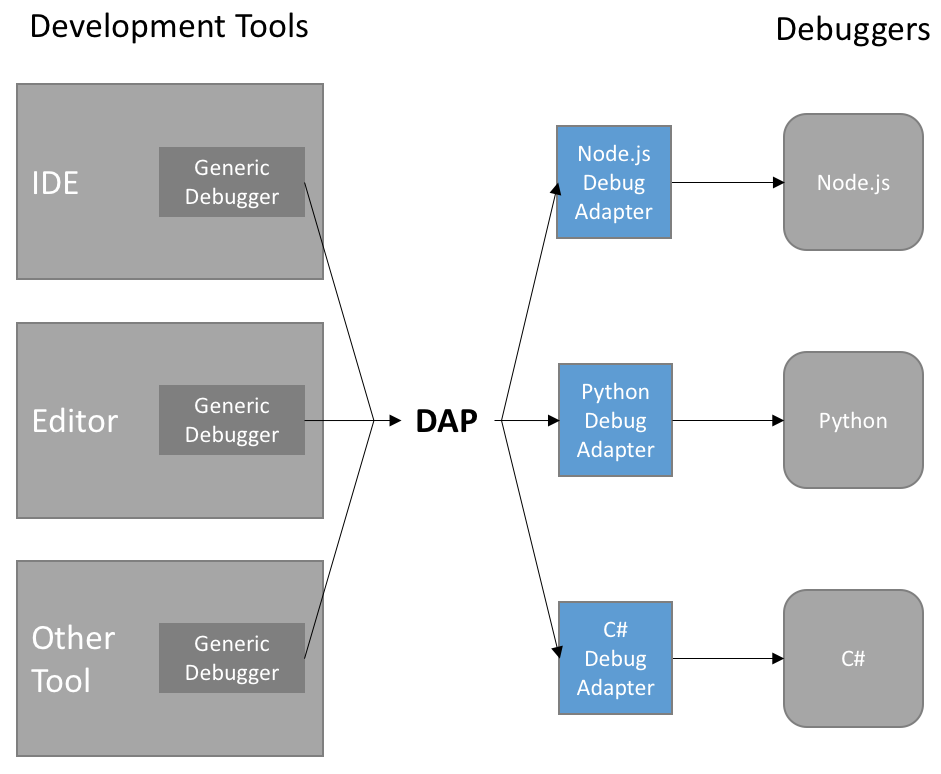 Development Tools
Debuggers
IDE
Generic
Debugger
Node.js
Debug
Adapter
Node.js
Editor
Generic
Debugger
DAP
Python
Debug
Adapter
Python
Other
Tool
Generic
Debugger
C#
Debug
Adapter
C#